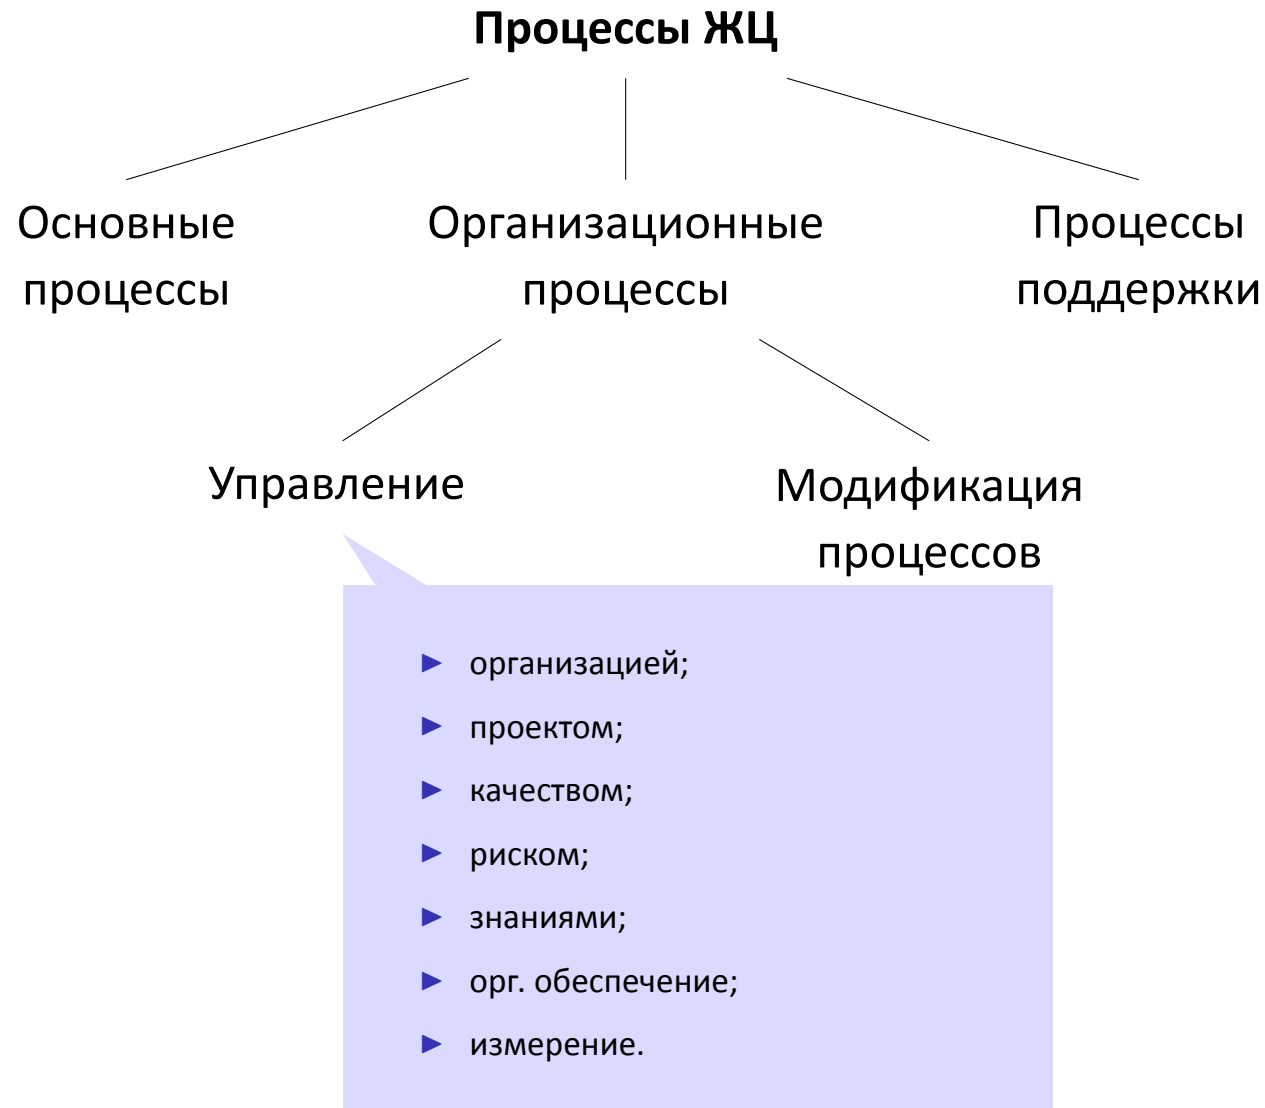 Процессы ЖЦ
Основные
процессы
Организационные
процессы
Процессы
поддержки
Управление
Модификация
процессов
организацией;
проектом;
качеством;
риском;
знаниями;
орг. обеспечение;
измерение.